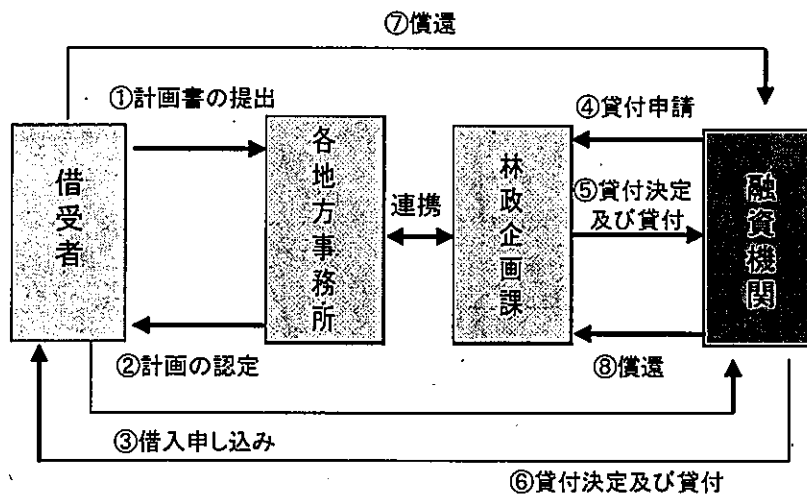 ⑦償還
①計画書の提出
④貸付申請
借受者
各地方事務所
連携
林政企画課
⑤貸付決定
及び貸付
融資機関
②計画の認定
⑧償還
③借入申し込み
⑥貸付決定及び貸付